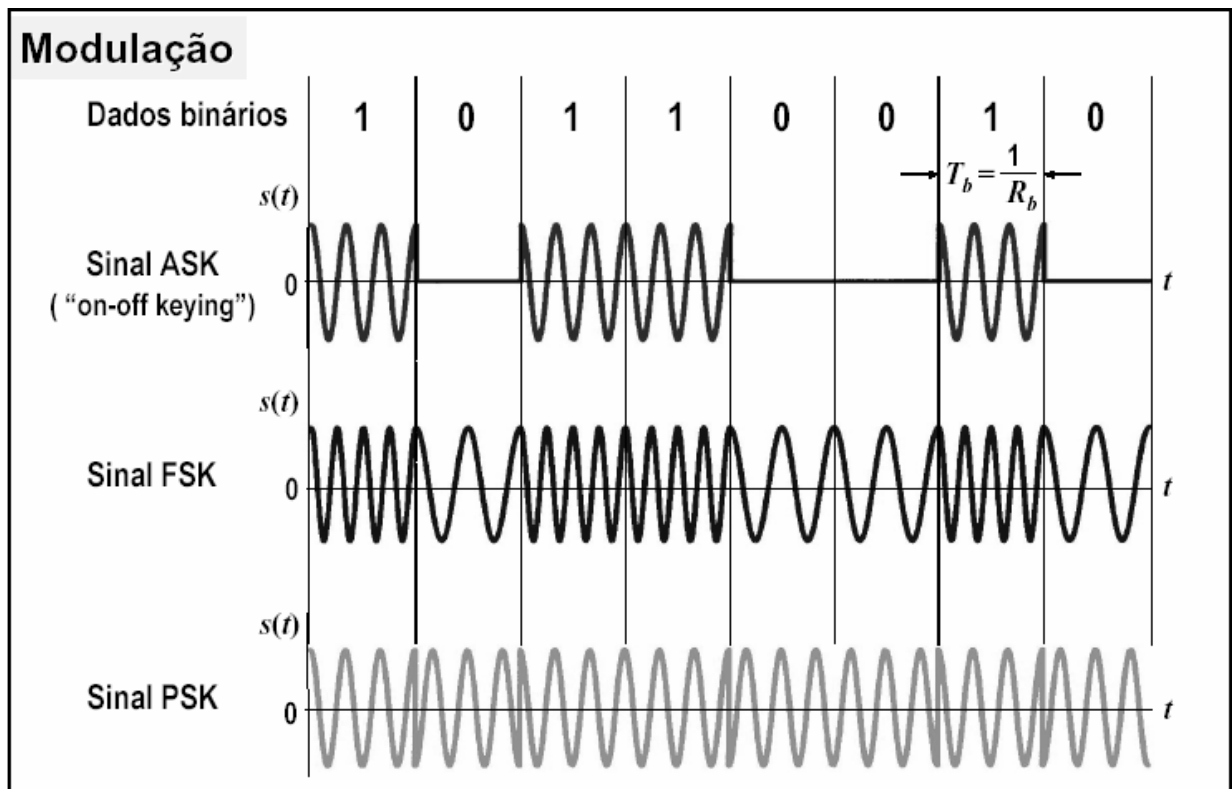 Modulação
Dados binários 1 0 1 1 0 0 1 0
T_b = 1/R_b
s(t)
Sinal ASK
( “on-off keying”)
0
t
s(t)
Sinal FSK
0
t
s(t)
Sinal PSK
0
t